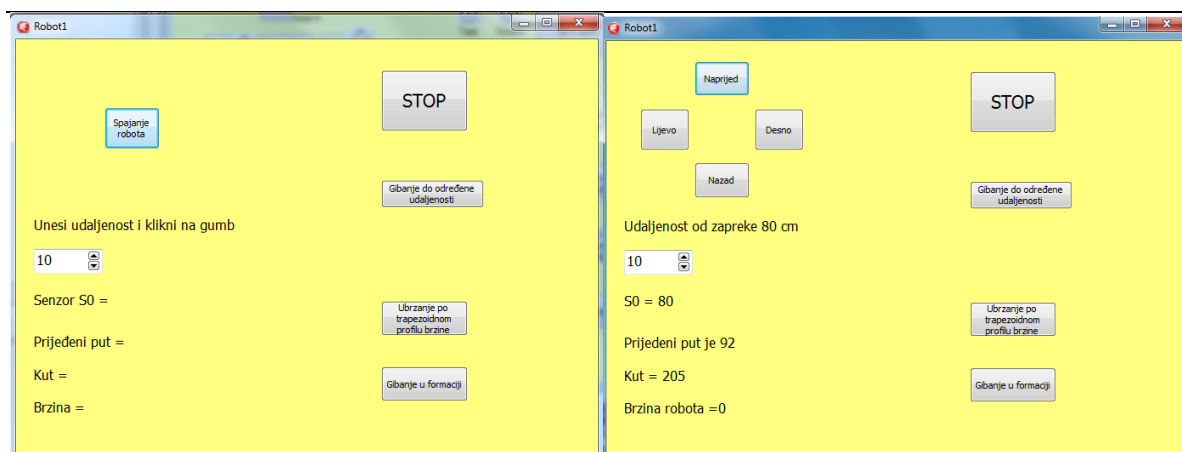 Robot1
STOP
Spajanje
robota
Gibanje do određene
udaljenosti
Unesi udaljenost i klikni na gumb
10
Senzor S0 =
Ubrzanje po
trapezoidnom
profilu brzine
Prijeđeni put =
Kut =
Gibanje u formaciji
Brzina =
Robot1
Naprijed
STOP
Lijevo
Desno
Nazad
Gibanje do određene
udaljenosti
Udaljenost od zapreke 80 cm
10
S0 = 80
Ubrzanje po
trapezoidnom
profilu brzine
Prijedeni put je 92
Kut = 205
Gibanje u formaciji
Brzina robota =0